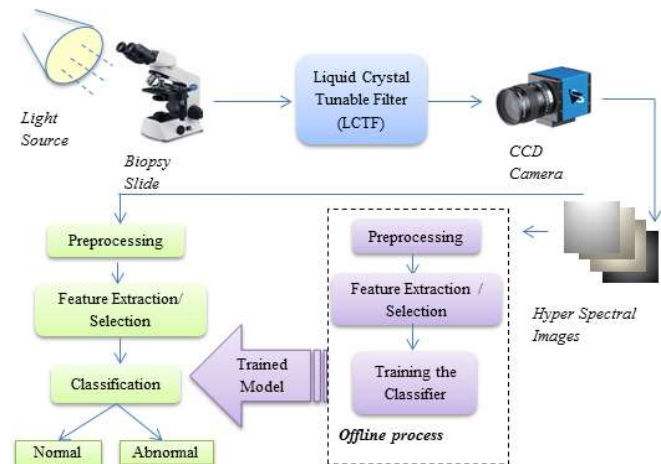 Light
Source
Biopsy
Slide
Liquid Crystal
Tunable Filter
(LCTF)
CCD
Camera
Hyper Spectral
Images
Preprocessing
Feature Extraction/
Selection
Classification
Normal
Abnormal
Trained
Model
Preprocessing
Feature Extraction /
Selection
Training the
Classifier
Offline process